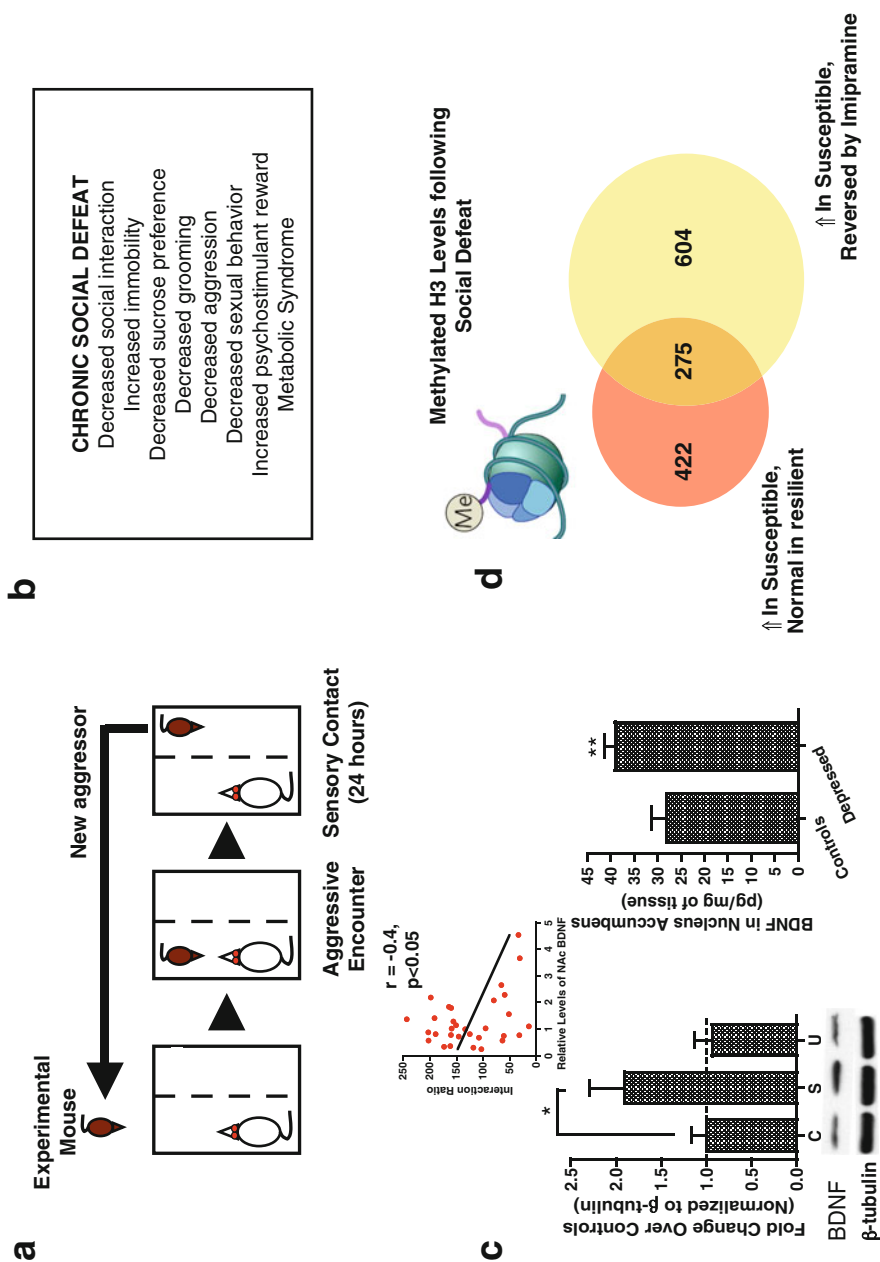 a
Experimental
Mouse
New aggressor
Aggressive
Encounter
Sensory Contact
(24 hours)
b
CHRONIC SOCIAL DEFEAT
Decreased social interaction
Increased immobility
Decreased sucrose preference
Decreased grooming
Decreased aggression
Decreased sexual behavior
Increased psychostimulant reward
Metabolic Syndrome
c
Fold Change Over Controls
(Normalized to β-tubulin)
2.5
2.0
1.5
1.0
0.5
0.0
*
C
S
U
BDNF
β-tubulin
Interaction Ratio
250
200
150
100
50
0
0
1
2
3
4
5
Relative Levels of NAc BDNF
r = -0.4,
p<0.05
BDNF in Nucleus Accumbens
(pg/mg of tissue)
45
40
35
30
25
20
15
10
5
0
**
Controls
Depressed
d
Methylated H3 Levels following
Social Defeat
Me
422
275
604
⇑ In Susceptible,
Normal in resilient
⇑ In Susceptible,
Reversed by Imipramine